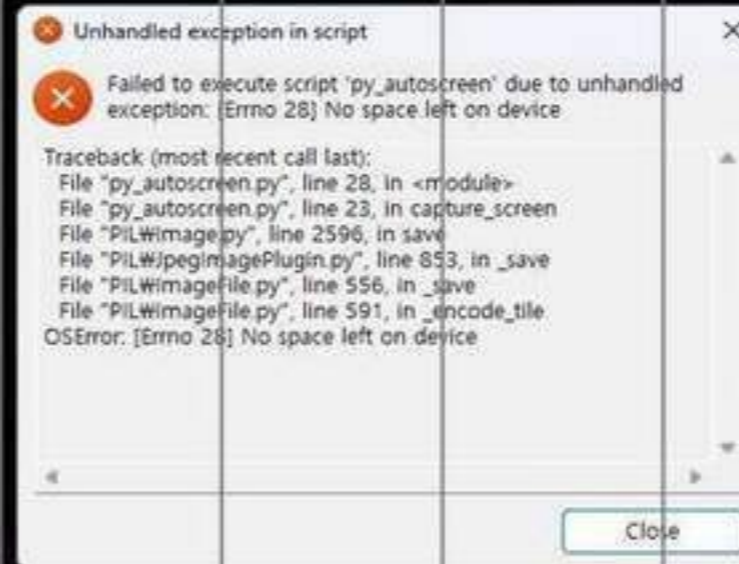 Unhandled exception in script
Failed to execute script 'py_autoscreen' due to unhandled
exception: [Errno 28] No space left on device
Traceback (most recent call last):
File "py_autoscreen.py", line 28, in <module>
File "py_autoscreen.py", line 23, in capture_screen
File "PIL₩Image.py", line 2596, in save
File "PIL₩JpegImagePlugin.py", line 853, in _save
File "PIL₩ImageFile.py", line 556, in _save
File "PIL₩ImageFile.py", line 591, in _encode_tile
OSError: [Errno 28] No space left on device
Close